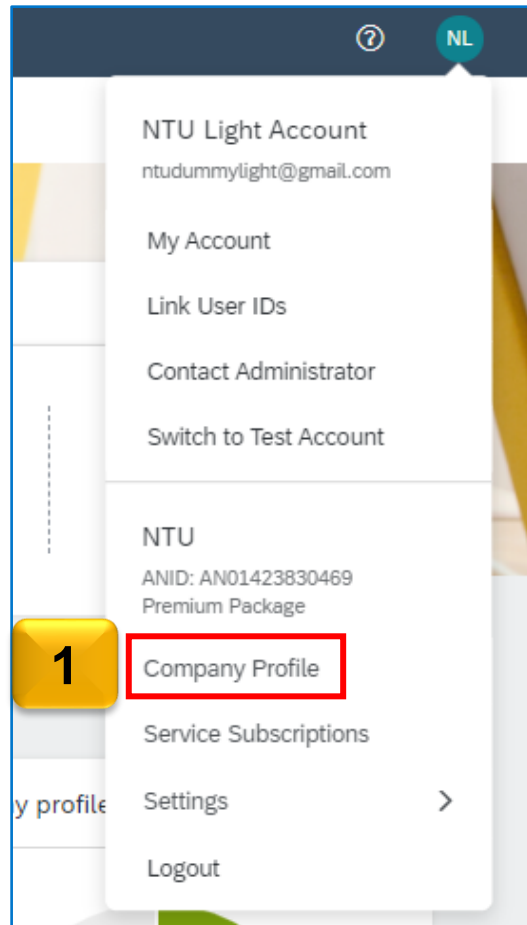 NL
NTU Light Account
ntudummylight@gmail.com
My Account
Link User IDs
Contact Administrator
Switch to Test Account
NTU
ANID: AN01423830469
Premium Package
1
Company Profile
Service Subscriptions
y profile
Settings
Logout